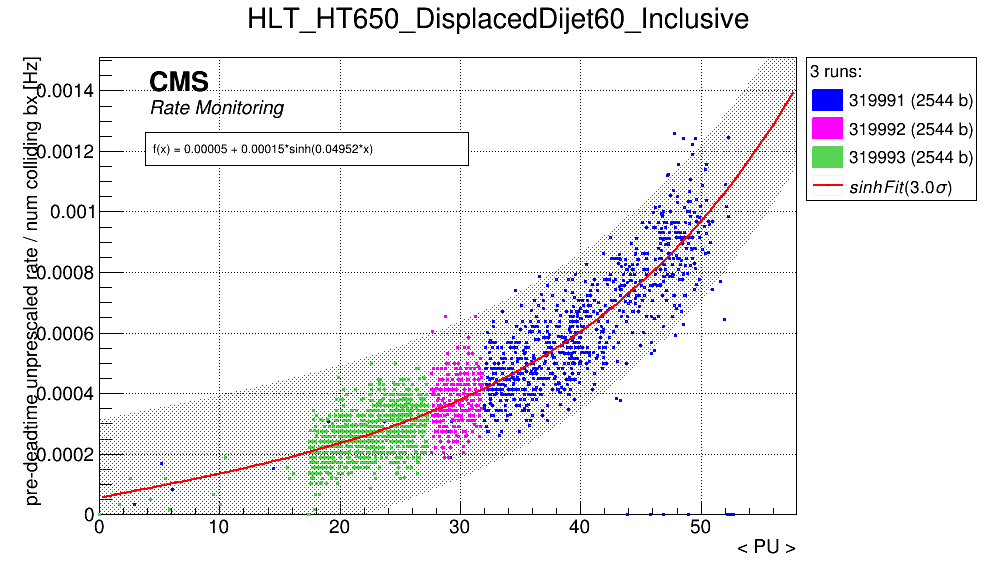 HLT_HT650_DisplacedDijet60_Inclusive
pre-deadtime unprescaled rate / num colliding bx [Hz]
0.0014
0.0012
0.001
0.0008
0.0006
0.0004
0.0002
0
CMS
Rate Monitoring
f(x) = 0.00005 + 0.00015*sinh(0.04952*x)
0 10 20 30 40 50
< PU >
3 runs:
319991 (2544 b)
319992 (2544 b)
319993 (2544 b)
sinhFit(3.0σ)